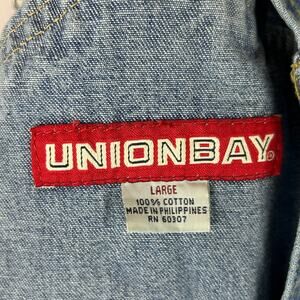 UNIONBAY®
LARGE
100% COTTON
MADE IN PHILIPPINES
RN 60307